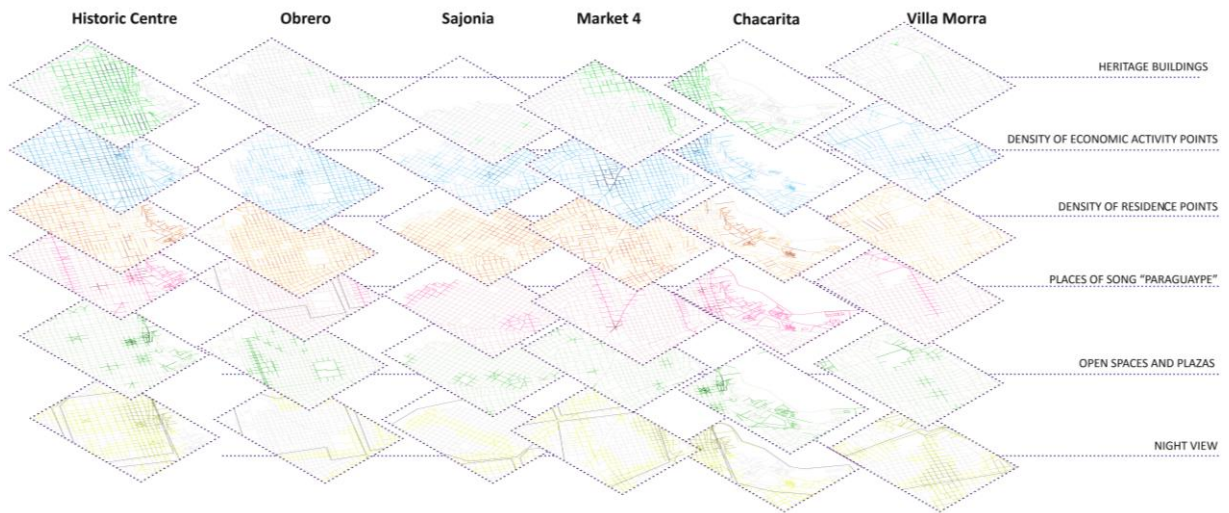 Historic Centre
Obrero
Sajonia
Market 4
Chacarita
Villa Morra
HERITAGE BUILDINGS
DENSITY OF ECONOMIC ACTIVITY POINTS
DENSITY OF RESIDENCE POINTS
PLACES OF SONG "PARAGUAYPE"
OPEN SPACES AND PLAZAS
NIGHT VIEW